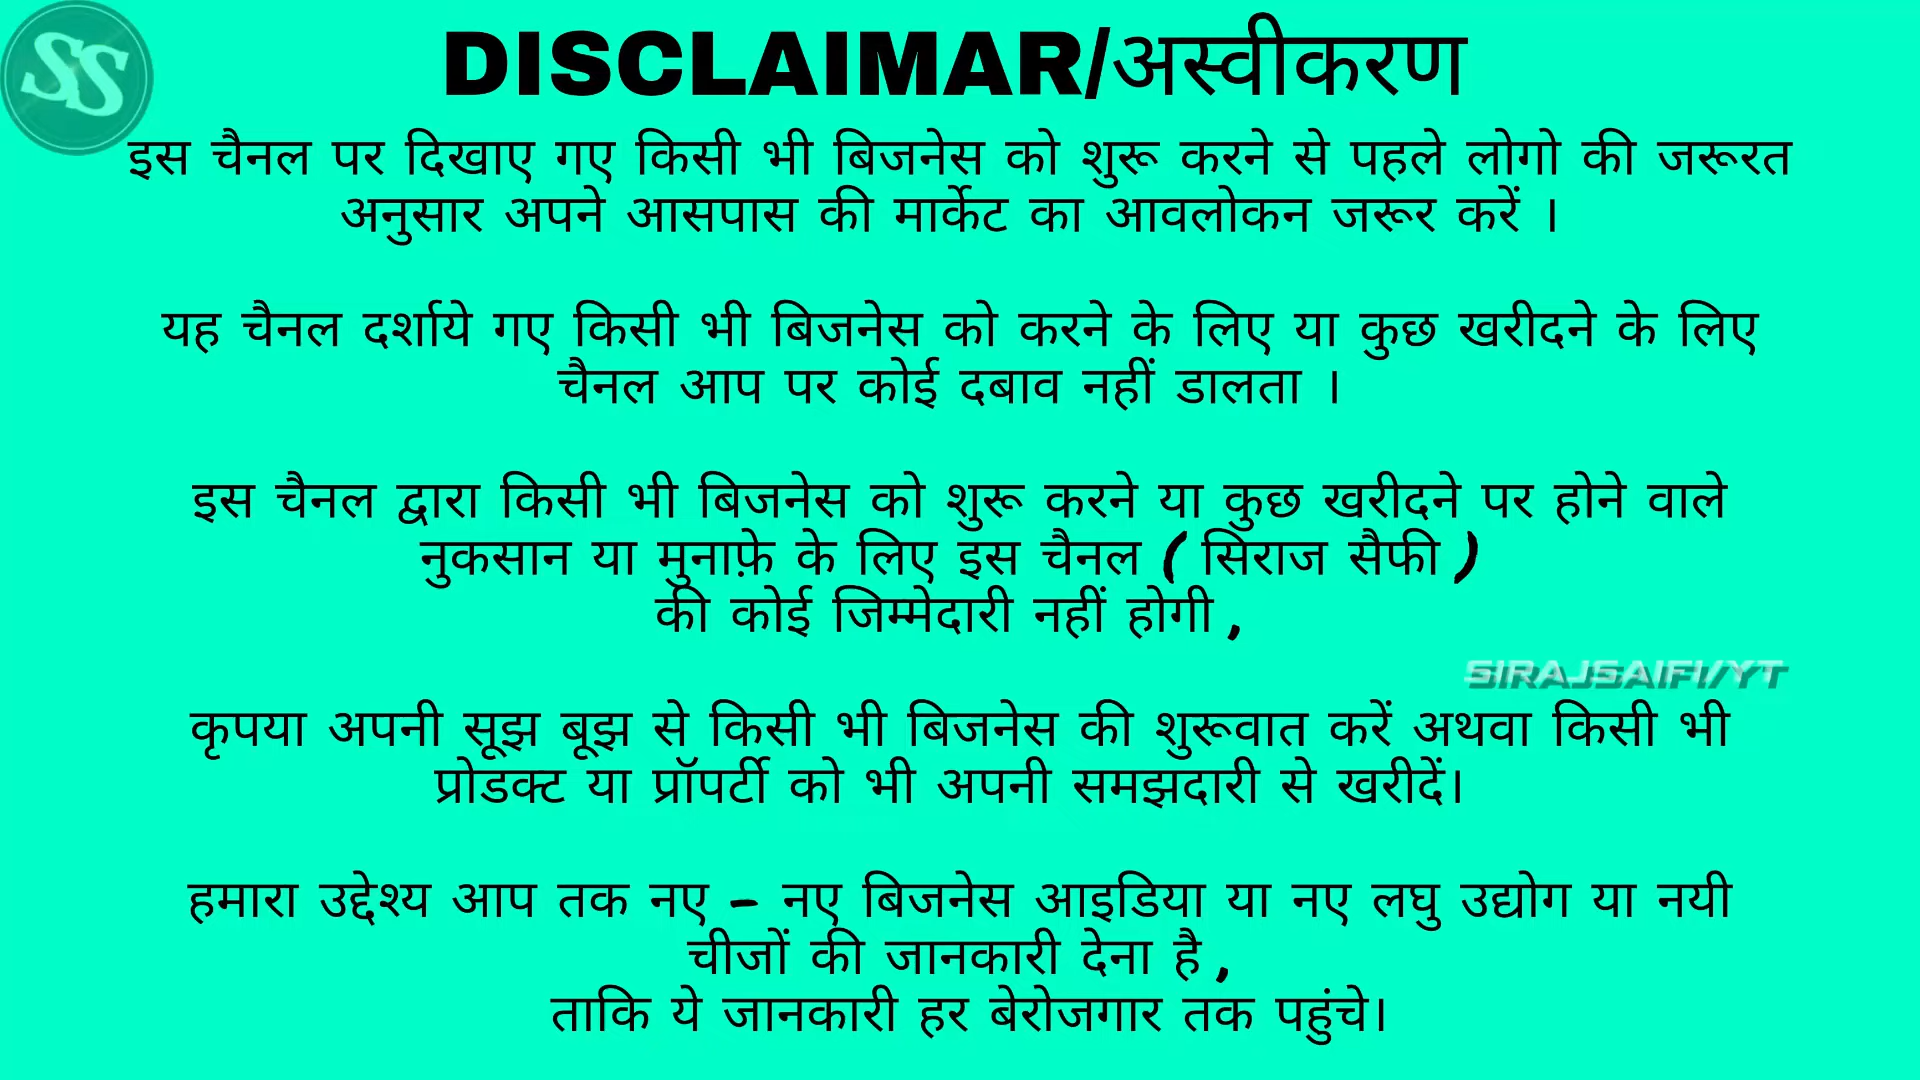 SS
DISCLAIMAR/अस्वीकरण
इस चैनल पर दिखाए गए किसी भी बिजनेस को शुरू करने से पहले लोगो की जरूरत
अनुसार अपने आसपास की मार्केट का आवलोकन जरूर करें ।
यह चैनल दर्शाये गए किसी भी बिजनेस को करने के लिए या कुछ खरीदने के लिए
चैनल आप पर कोई दबाव नहीं डालता ।
इस चैनल द्वारा किसी भी बिजनेस को शुरू करने या कुछ खरीदने पर होने वाले
नुकसान या मुनाफ़े के लिए इस चैनल ( सिराज सैफी )
की कोई जिम्मेदारी नहीं होगी ,
SIRAJSAIFI/YT
कृपया अपनी सूझ बूझ से किसी भी बिजनेस की शुरूवात करें अथवा किसी भी
प्रोडक्ट या प्रॉपर्टी को भी अपनी समझदारी से खरीदें।
हमारा उद्देश्य आप तक नए - नए बिजनेस आइडिया या नए लघु उद्योग या नयी
चीजों की जानकारी देना है ,
ताकि ये जानकारी हर बेरोजगार तक पहुंचे।